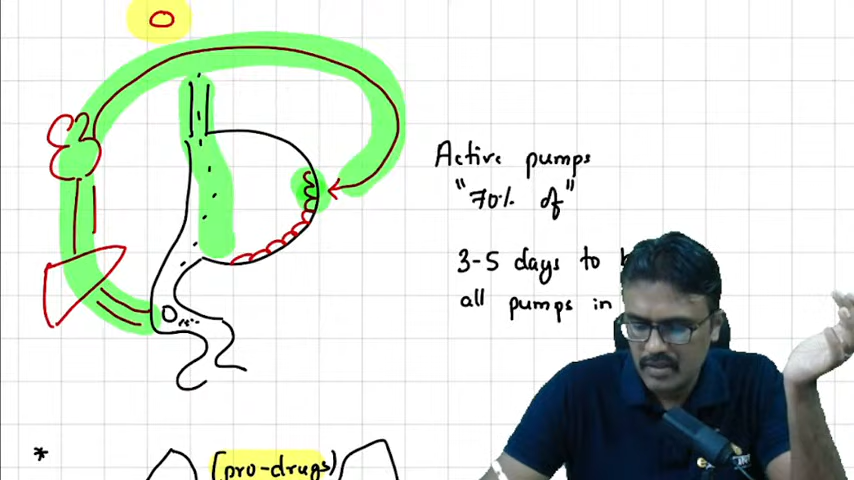 Active pumps
"70% of"
3-5 days to
all pumps in
*
(pro-drugs)